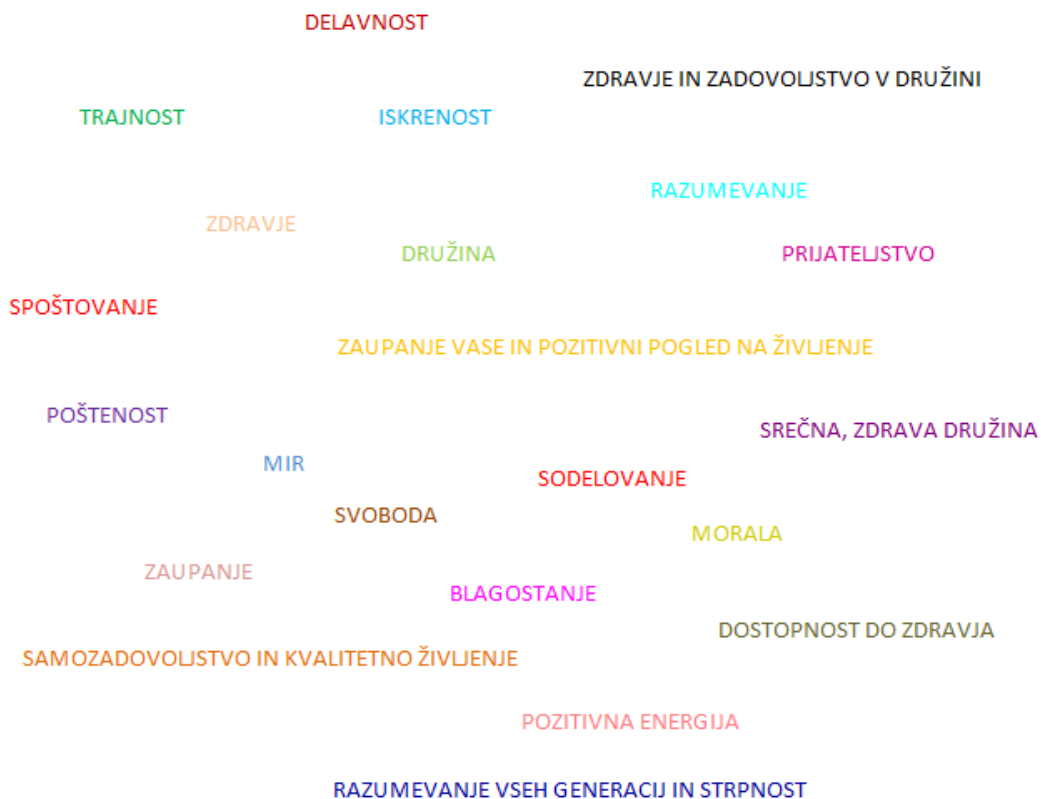 DELAVNOST
ZDRAVJE IN ZADOVOLJSTVO V DRUŽINI
TRAJNOST
ISKRENOST
RAZUMEVANJE
ZDRAVJE
DRUŽINA
PRIJATELJSTVO
SPOŠTOVANJE
ZAUPANJE VASE IN POZITIVNI POGLED NA ŽIVLJENJE
POŠTENOST
SREČNA, ZDRAVA DRUŽINA
MIR
SODELOVANJE
SVOBODA
MORALA
ZAUPANJE
BLAGOSTANJE
DOSTOPNOST DO ZDRAVJA
SAMOZADOVOLJSTVO IN KVALITETNO ŽIVLJENJE
POZITIVNA ENERGIJA
RAZUMEVANJE VSEH GENERACIJ IN STRPNOST